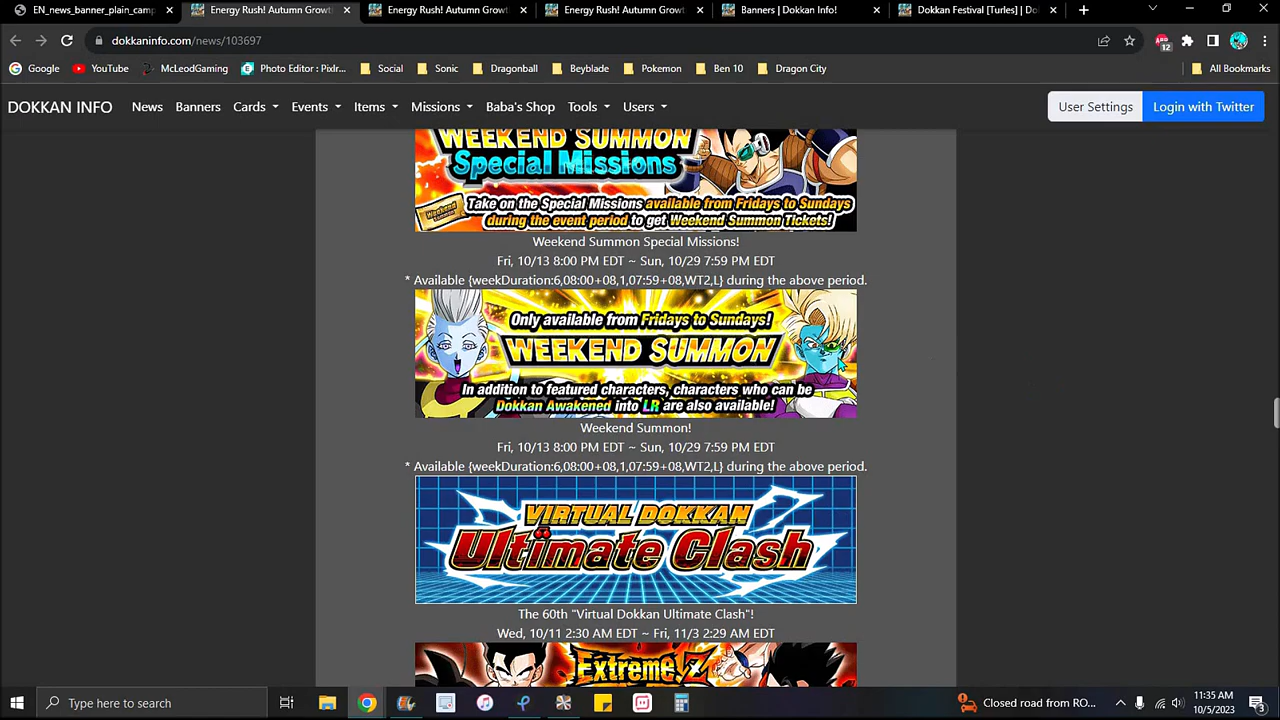 EN_news_banner_plain_camp
Energy Rush! Autumn Growt
Energy Rush! Autumn Growt
Energy Rush! Autumn Growt
Banners | Dokkan Info!
Dokkan Festival [Turles] | Do
dokkaninfo.com/news/103697
12
Google
YouTube
McLeodGaming
Photo Editor : Pixlr...
Social
Sonic
Dragonball
Beyblade
Pokemon
Ben 10
Dragon City
All Bookmarks
DOKKAN INFO
News
Banners
Cards
Events
Items
Missions
Baba's Shop
Tools
Users
User Settings
Login with Twitter
WEEKEND SUMMON
Special Missions
Take on the Special Missions available from Fridays to Sundays
during the event period to get Weekend Summon Tickets!
Weekend Summon Special Missions!
Fri, 10/13 8:00 PM EDT ~ Sun, 10/29 7:59 PM EDT
* Available {weekDuration:6,08:00+08,1,07:59+08,WT2,L} during the above period.
Only available from Fridays to Sundays!
WEEKEND SUMMON
In addition to featured characters, characters who can be
Dokkan Awakened into LR are also available!
Weekend Summon!
Fri, 10/13 8:00 PM EDT ~ Sun, 10/29 7:59 PM EDT
* Available {weekDuration:6,08:00+08,1,07:59+08,WT2,L} during the above period.
VIRTUAL DOKKAN
Ultimate Clash
The 60th "Virtual Dokkan Ultimate Clash"!
Wed, 10/11 2:30 AM EDT ~ Fri, 11/3 2:29 AM EDT
Extreme Z
Type here to search
Closed road from RO...
11:35 AM
10/5/2023
3